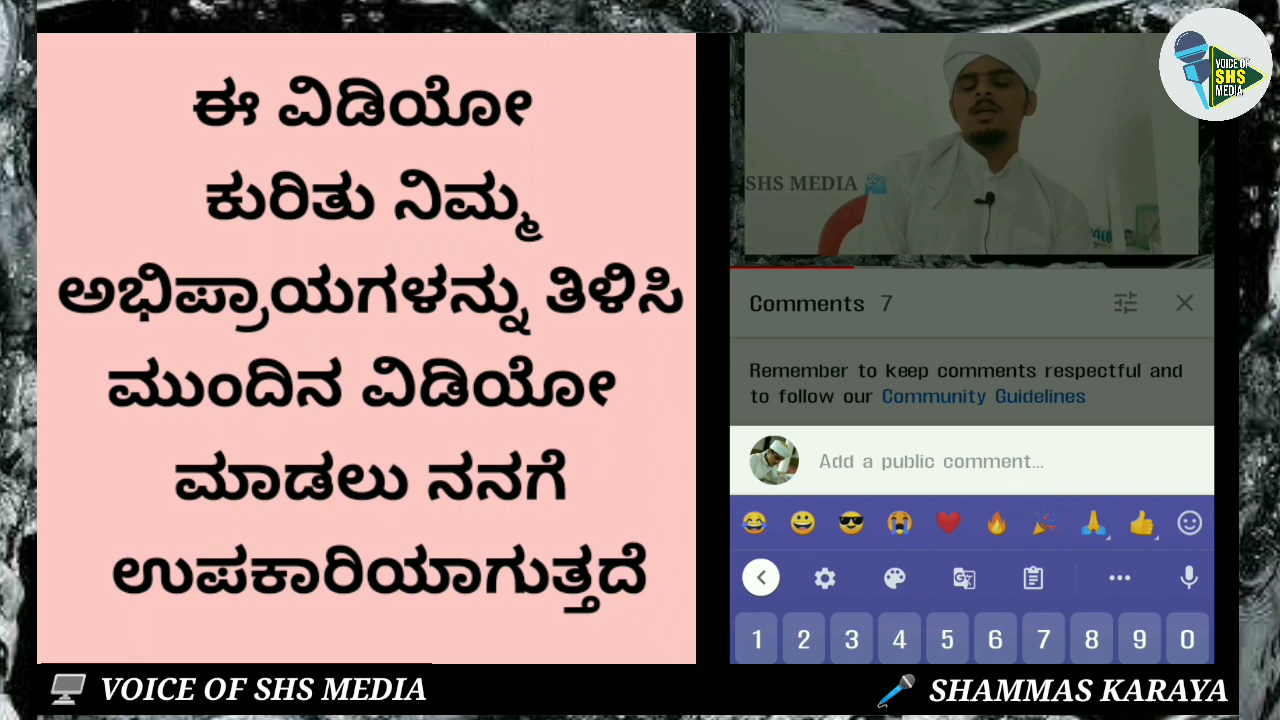 ಈ ವಿಡಿಯೋ
ಕುರಿತು ನಿಮ್ಮ
ಅಭಿಪ್ರಾಯಗಳನ್ನು ತಿಳಿಸಿ
ಮುಂದಿನ ವಿಡಿಯೋ
ಮಾಡಲು ನನಗೆ
ಉಪಕಾರಿಯಾಗುತ್ತದೆ
VOICE OF
SHS
MEDIA
SHS MEDIA
Comments 7
Remember to keep comments respectful and
to follow our Community Guidelines
Add a public comment...
1 2 3 4 5 6 7 8 9 0
VOICE OF SHS MEDIA
SHAMMAS KARAYA